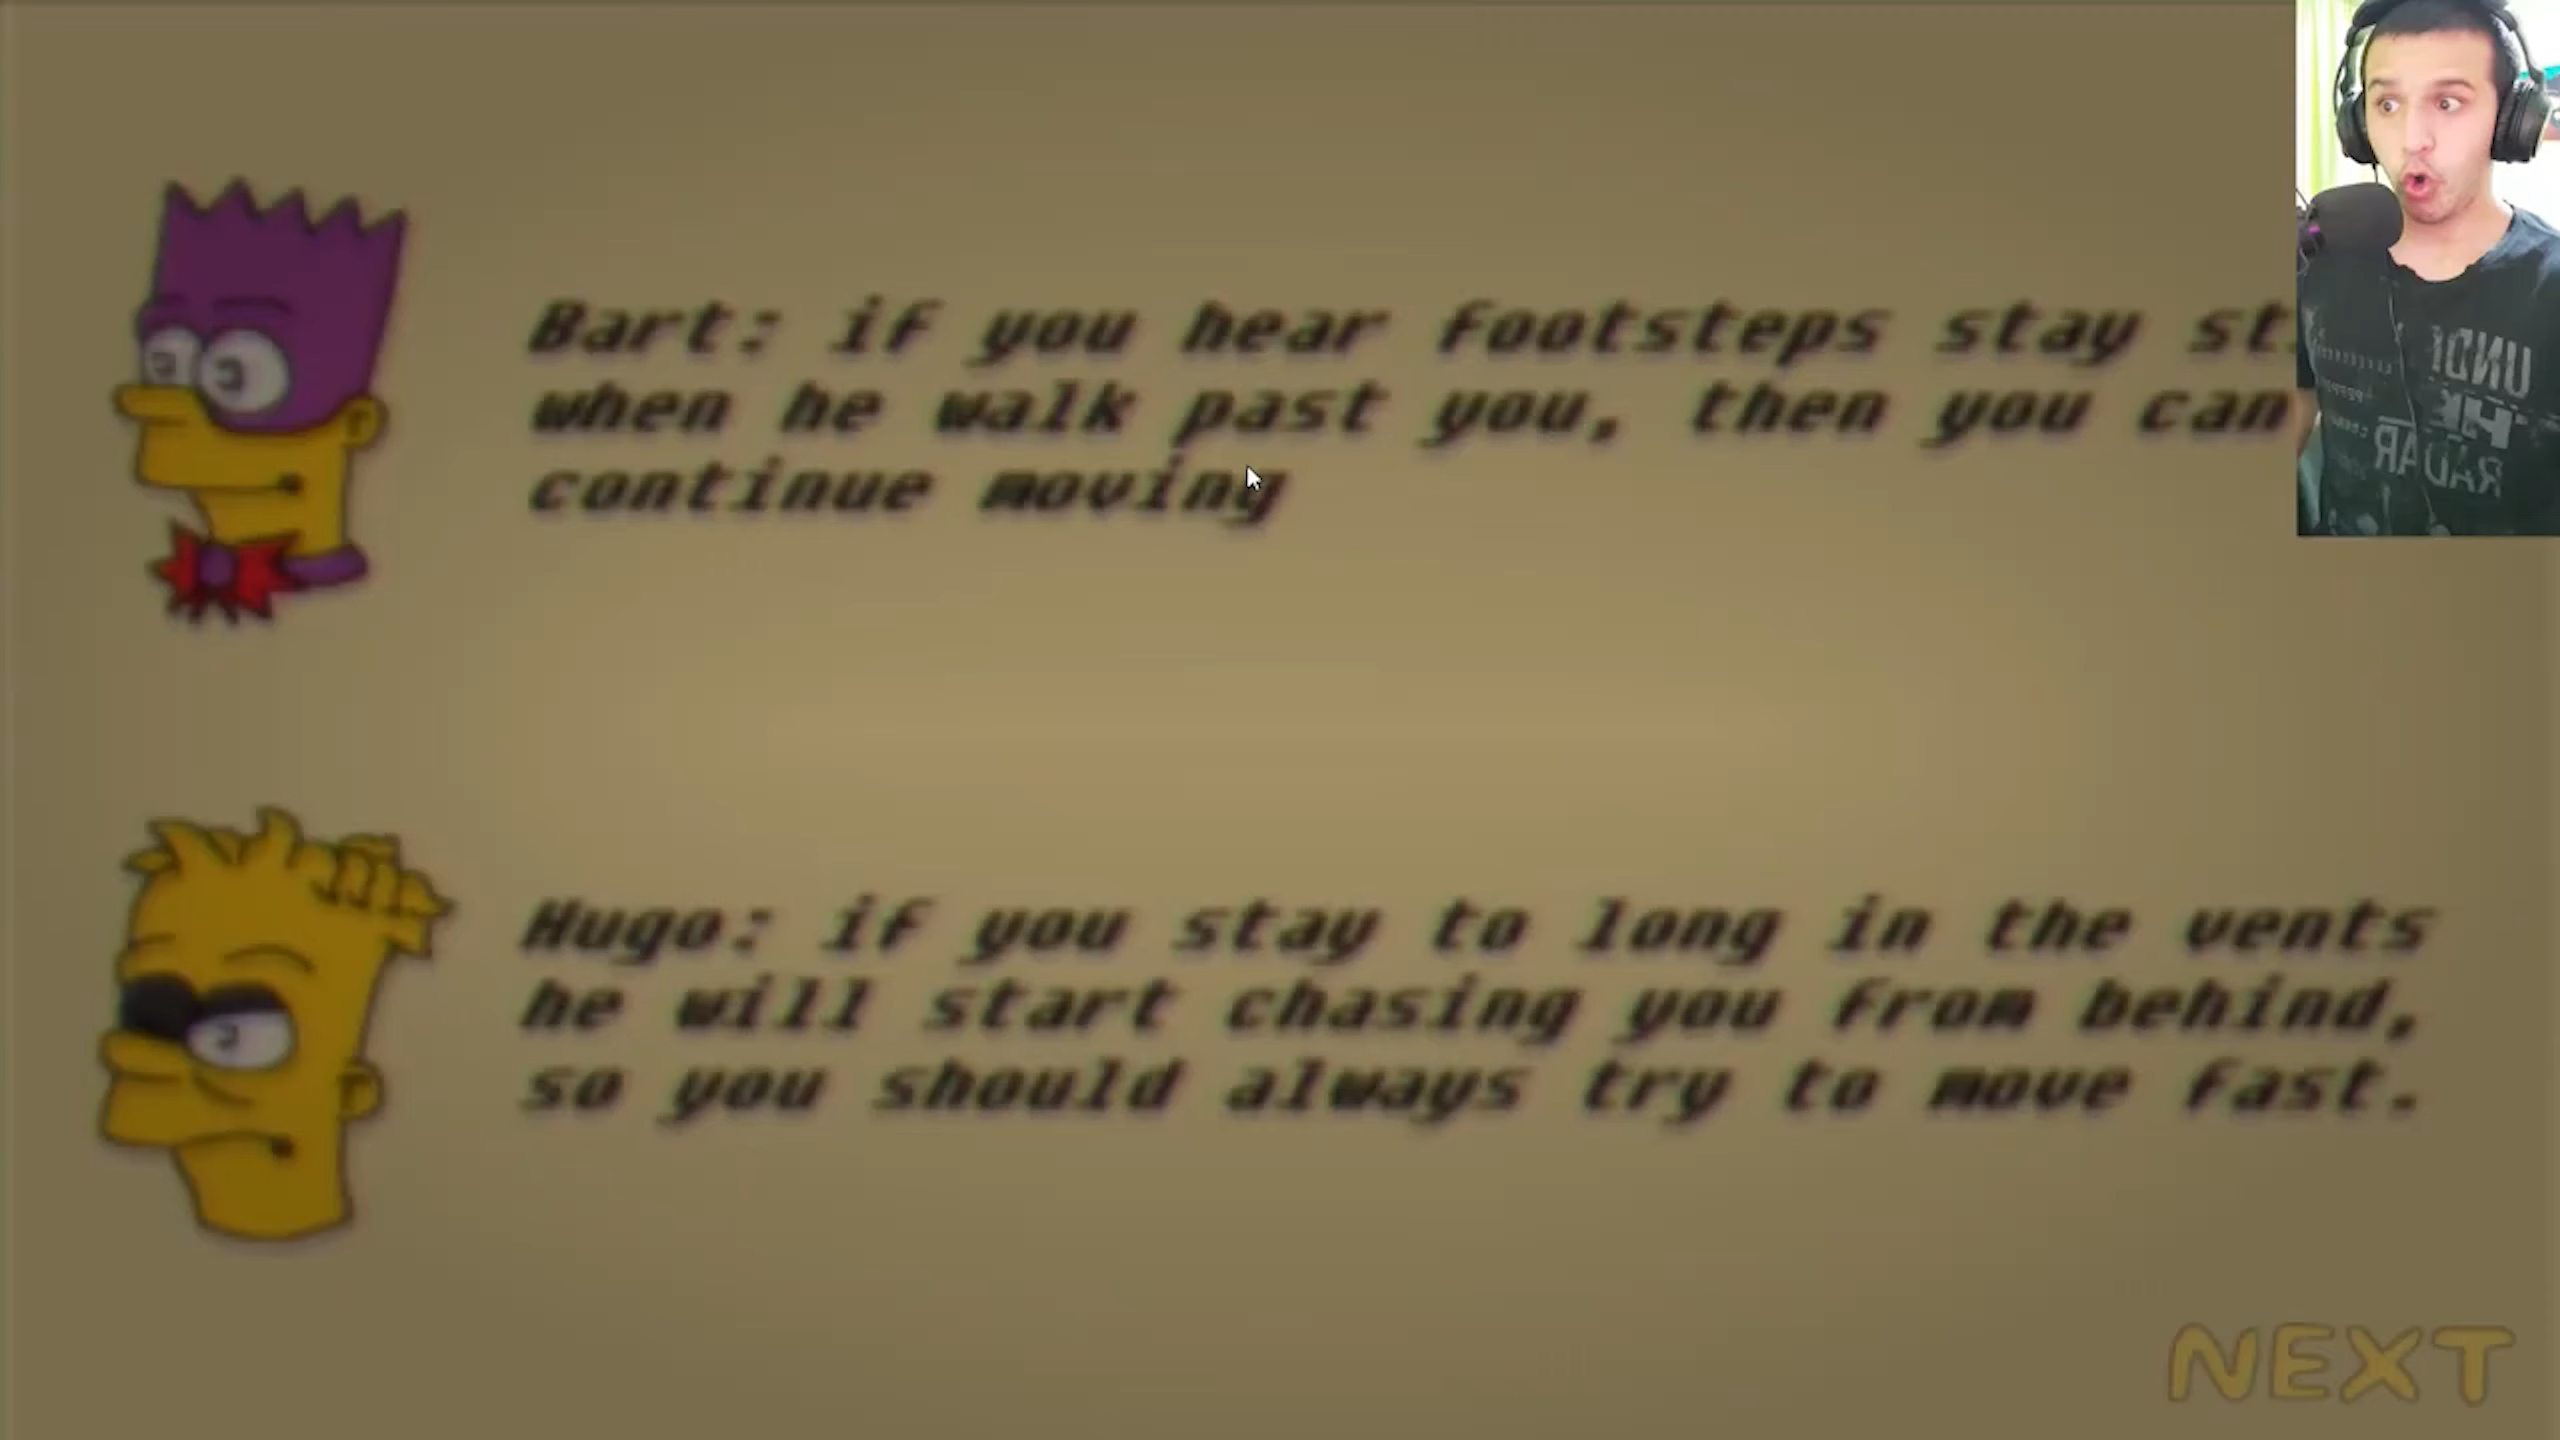 Bart: if you hear footsteps stay
when he walk past you, then you can
continue moving
Hugo: if you stay to long in the vents
he will start chasing you from behind,
so you should always try to move fast.
NEXT
THE
RADAR